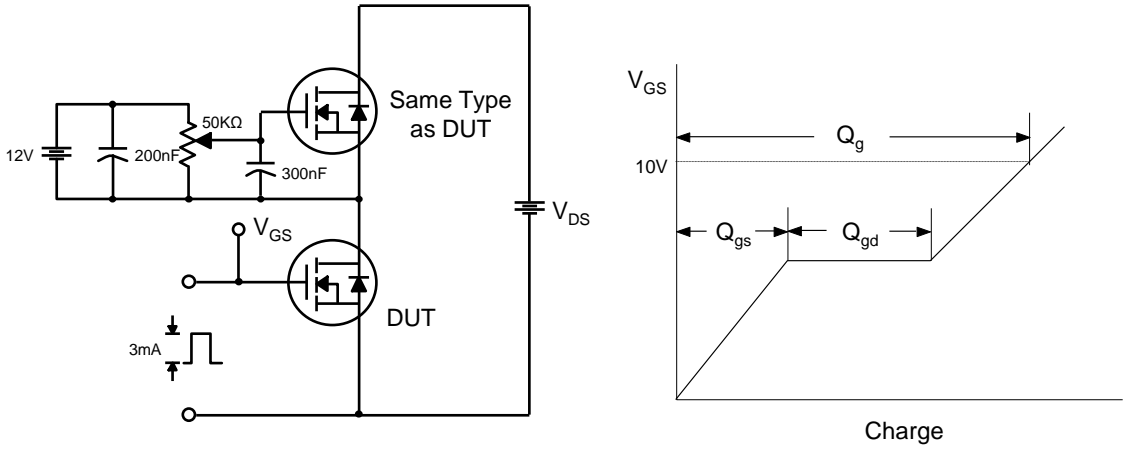 Same Type
as DUT
50KΩ
12V
200nF
300nF
V_DS
V_GS
DUT
3mA
V_GS
Q_g
10V
Q_gs
Q_gd
Charge